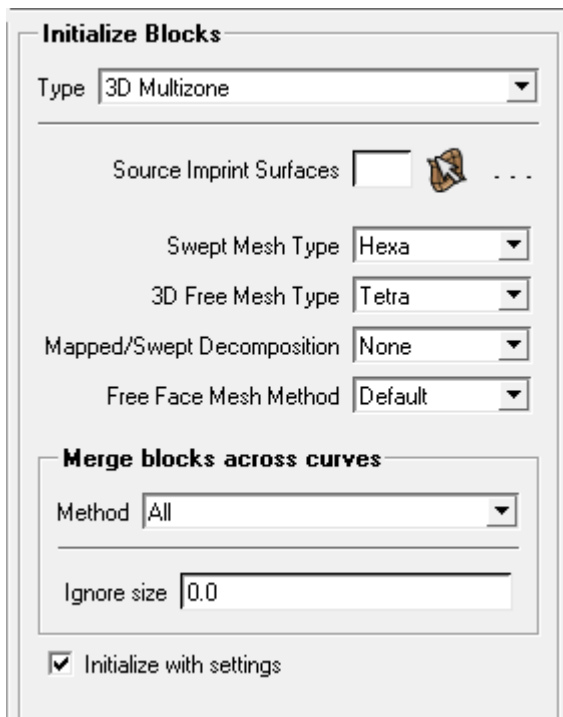 Initialize Blocks
Type 3D Multizone
Source Imprint Surfaces . . .
Swept Mesh Type Hexa
3D Free Mesh Type Tetra
Mapped/Swept Decomposition None
Free Face Mesh Method Default
Merge blocks across curves
Method All
Ignore size 0.0
Initialize with settings